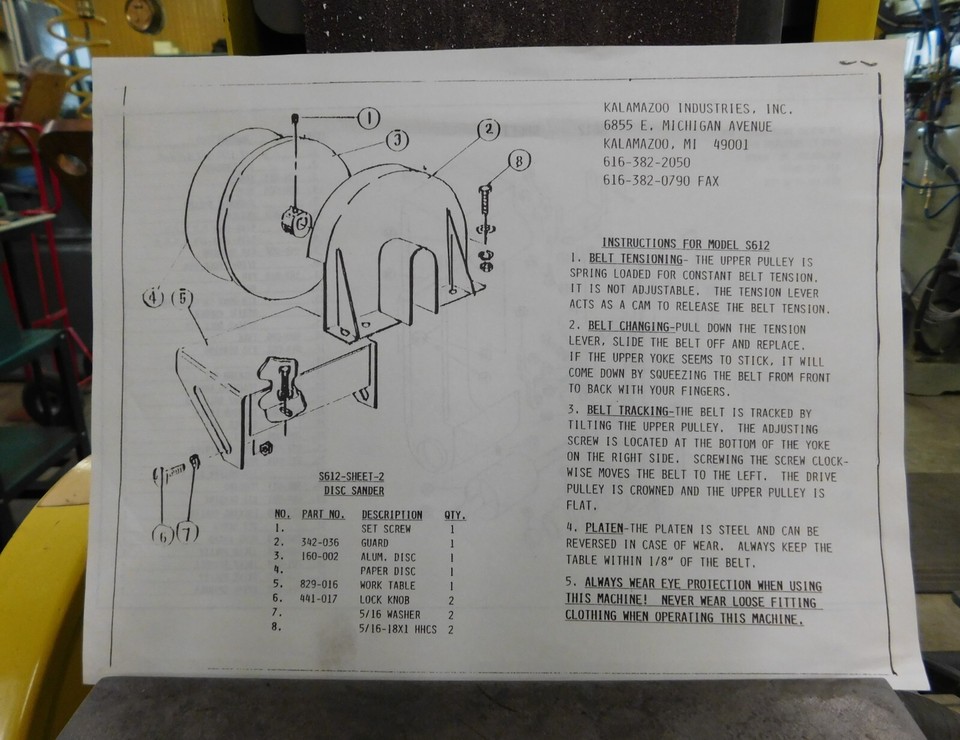 ①
③
②
⑧
④
⑤
⑥
⑦
KALAMAZOO INDUSTRIES, INC.
6855 E. MICHIGAN AVENUE
KALAMAZOO, MI 49001
616-382-2050
616-382-0790 FAX
INSTRUCTIONS FOR MODEL S612
1. BELT TENSIONING- THE UPPER PULLEY IS
SPRING LOADED FOR CONSTANT BELT TENSION.
IT IS NOT ADJUSTABLE. THE TENSION LEVER
ACTS AS A CAM TO RELEASE THE BELT TENSION.
2. BELT CHANGING-PULL DOWN THE TENSION
LEVER, SLIDE THE BELT OFF AND REPLACE.
IF THE UPPER YOKE SEEMS TO STICK, IT WILL
COME DOWN BY SQUEEZING THE BELT FROM FRONT
TO BACK WITH YOUR FINGERS.
3. BELT TRACKING-THE BELT IS TRACKED BY
TILTING THE UPPER PULLEY. THE ADJUSTING
SCREW IS LOCATED AT THE BOTTOM OF THE YOKE
ON THE RIGHT SIDE. SCREWING THE SCREW CLOCK-
WISE MOVES THE BELT TO THE LEFT. THE DRIVE
PULLEY IS CROWNED AND THE UPPER PULLEY IS
FLAT.
4. PLATEN-THE PLATEN IS STEEL AND CAN BE
REVERSED IN CASE OF WEAR. ALWAYS KEEP THE
TABLE WITHIN 1/8" OF THE BELT.
5. ALWAYS WEAR EYE PROTECTION WHEN USING
THIS MACHINE! NEVER WEAR LOOSE FITTING
CLOTHING WHEN OPERATING THIS MACHINE.
S612-SHEET-2
DISC SANDER
NO. PART NO. DESCRIPTION QTY.
1. SET SCREW 1
2. 342-036 GUARD 1
3. 160-002 ALUM. DISC 1
4. PAPER DISC 1
5. 829-016 WORK TABLE 1
6. 441-017 LOCK KNOB 2
7. 5/16 WASHER 2
8. 5/16-18X1 HHCS 2